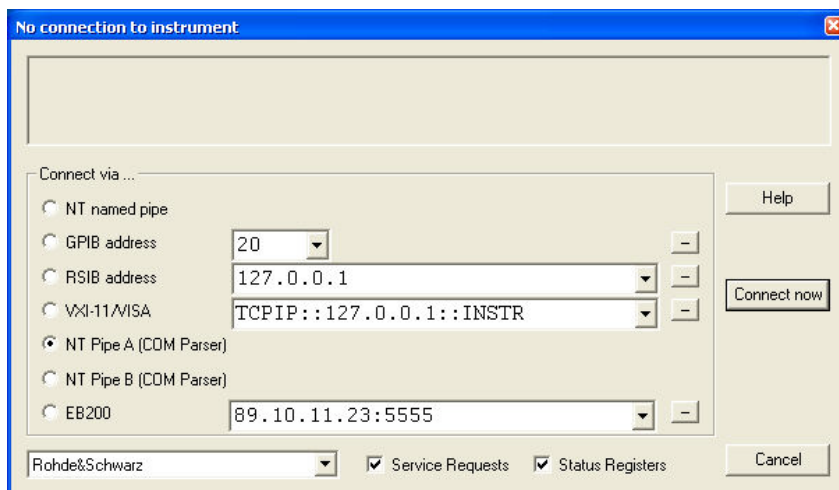 No connection to instrument
Connect via ...
NT named pipe
Help
GPIB address 20 -
RSIB address 127.0.0.1 -
VXI-11/VISA TCPIP::127.0.0.1::INSTR -
Connect now
NT Pipe A (COM Parser)
NT Pipe B (COM Parser)
EB200 89.10.11.23:5555 -
Rohde&Schwarz Service Requests Status Registers Cancel